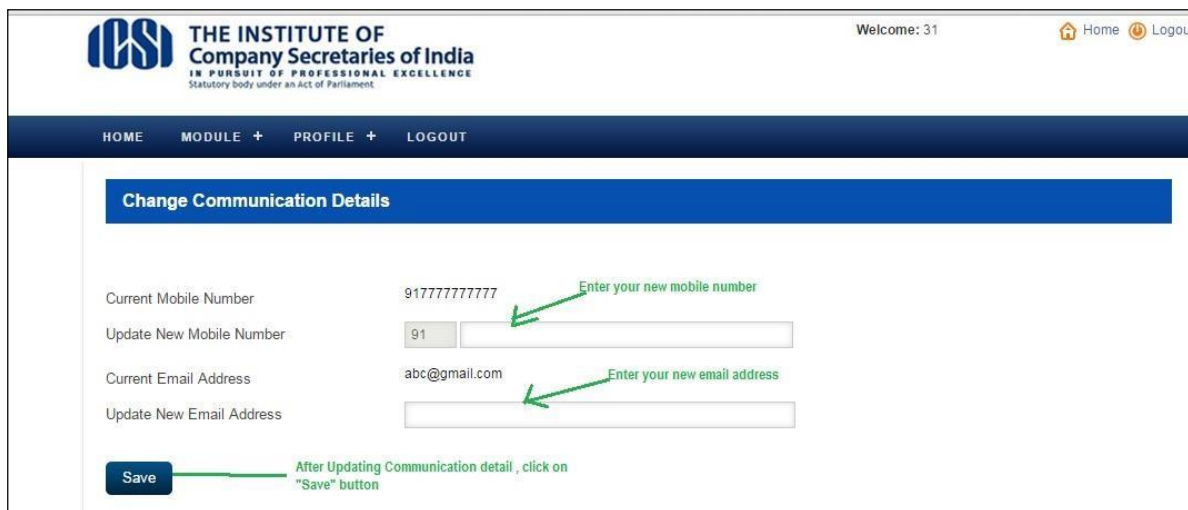 ICSI
THE INSTITUTE OF
Company Secretaries of India
IN PURSUIT OF PROFESSIONAL EXCELLENCE
Statutory body under an Act of Parliament
Welcome: 31
Home Logou
HOME MODULE + PROFILE + LOGOUT
Change Communication Details
Current Mobile Number 917777777777 Enter your new mobile number
Update New Mobile Number 91
Current Email Address abc@gmail.com Enter your new email address
Update New Email Address
Save After Updating Communication detail , click on
"Save" button